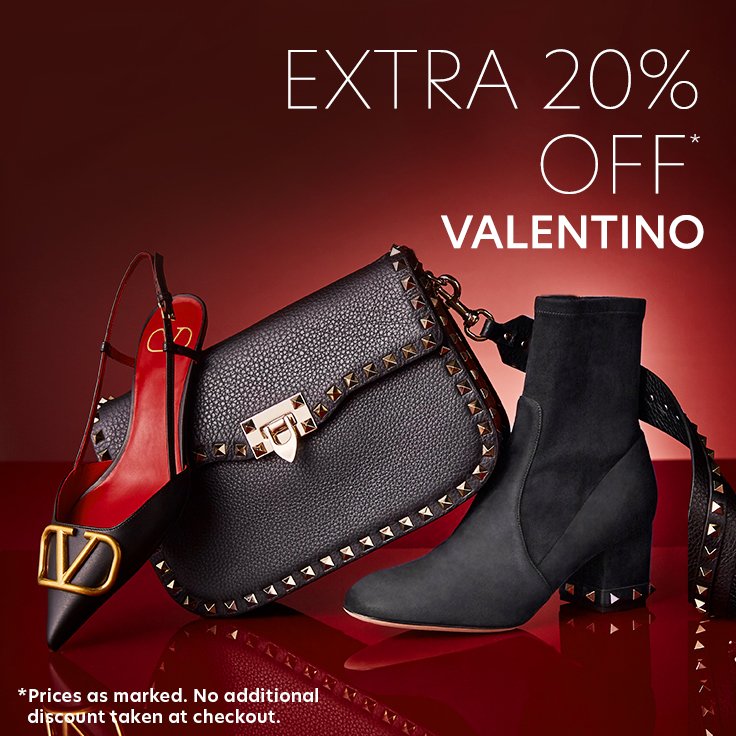 EXTRA 20%
OFF*
VALENTINO
*Prices as marked. No additional
discount taken at checkout.